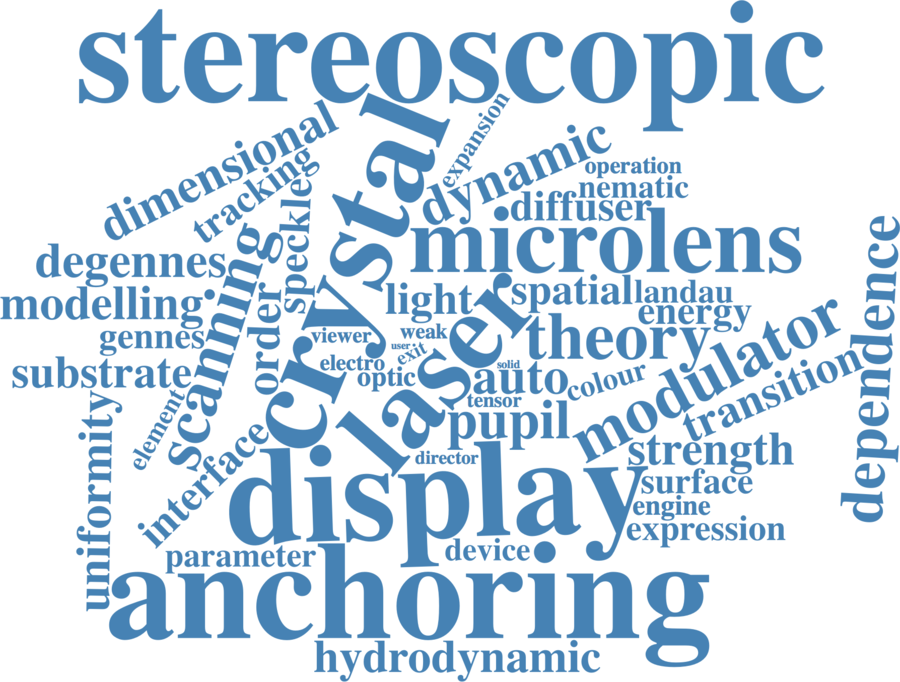 stereoscopic
dimensional
crystal
expansion
dynamic
operation
tracking
nematic
speckle
diffuser
microlens
degennes
scanning
modelling
order
light
laser
spatial
landau
energy
dependence
gennes
viewer
weak
user
exit
theory
modulator
substrate
electro
optic
solid
auto
colour
transition
tensor
pupil
element
uniformity
interface
director
strength
display
surface
engine
expression
parameter
device
anchoring
hydrodynamic